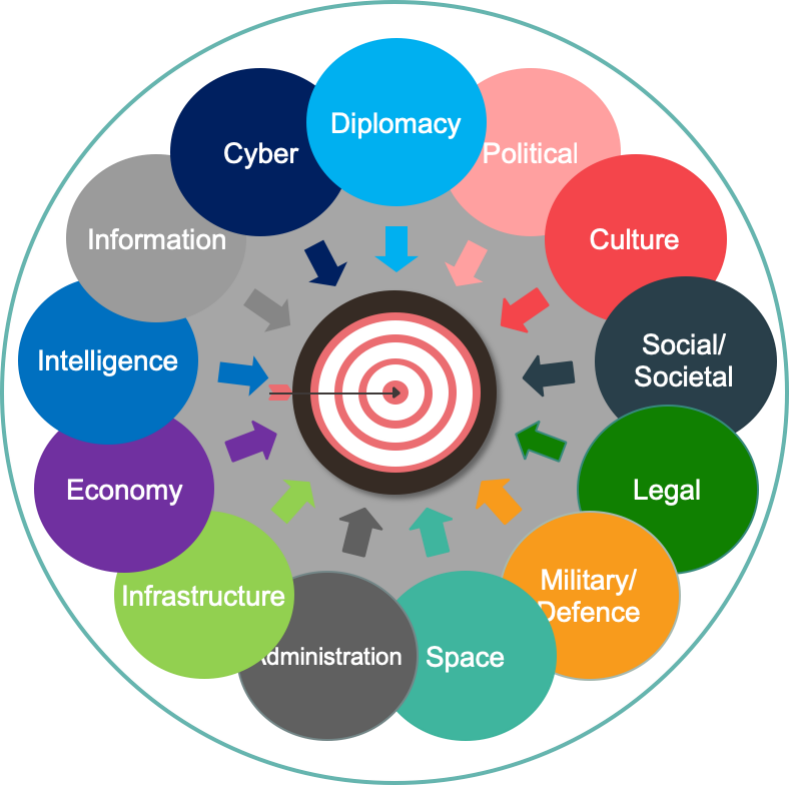 Diplomacy
Political
Culture
Social/
Societal
Legal
Military/
Defence
Space
Administration
Infrastructure
Economy
Intelligence
Information
Cyber